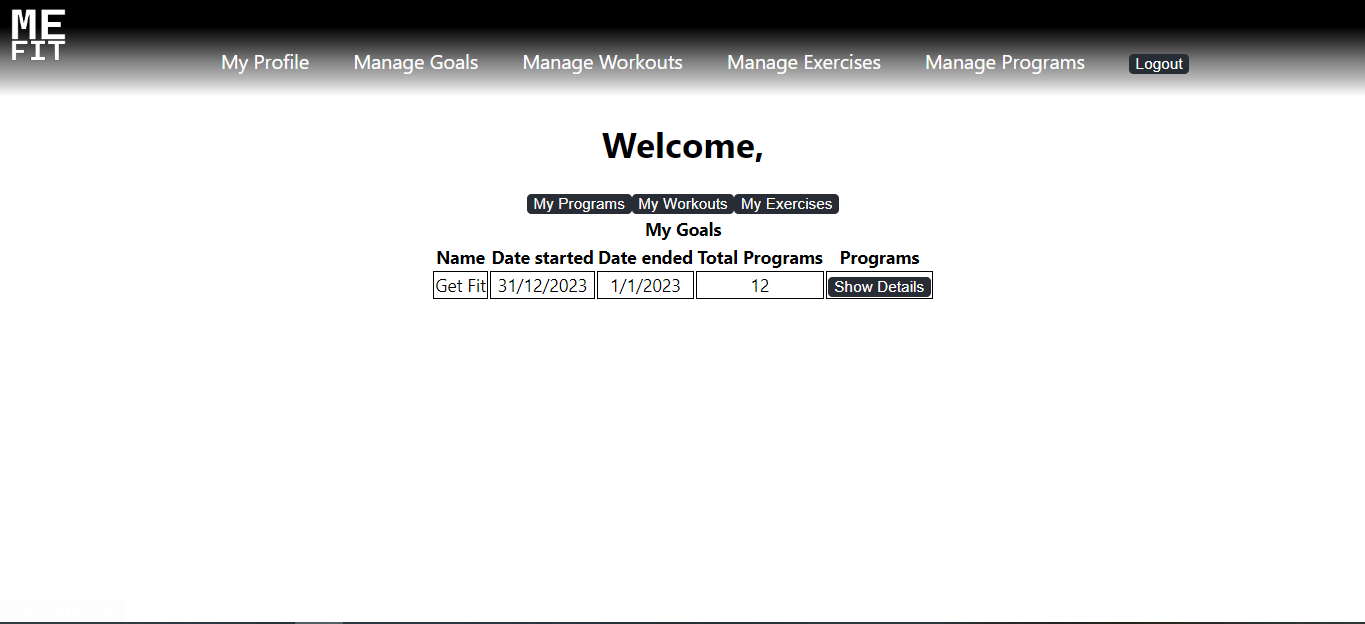 ME
FIT
My Profile Manage Goals Manage Workouts Manage Exercises Manage Programs Logout
Welcome,
My Programs My Workouts My Exercises
My Goals
Name Date started Date ended Total Programs Programs
Get Fit 31/12/2023 1/1/2023 12 Show Details